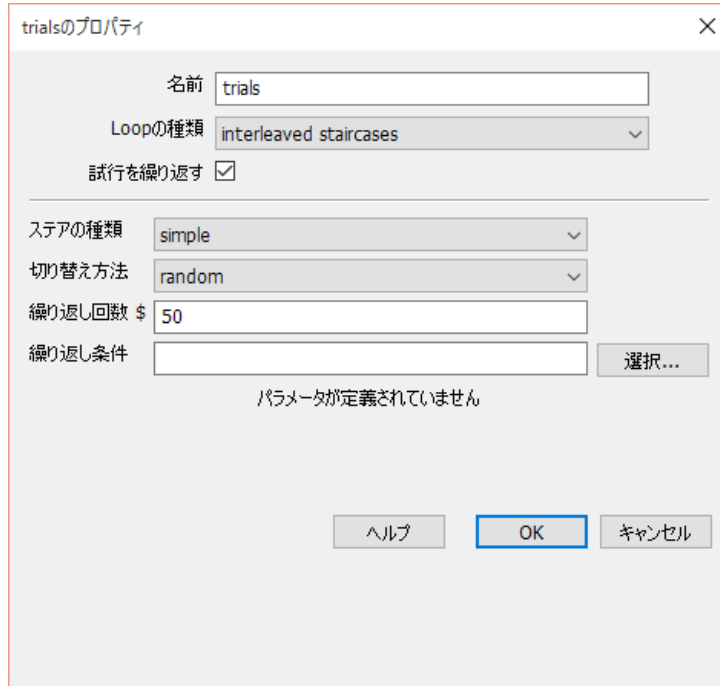 trialsのプロパティ
名前 trials
Loopの種類 interleaved staircases
試行を繰り返す
ステアの種類 simple
切り替え方法 random
繰り返し回数 $ 50
繰り返し条件 選択...
パラメータが定義されていません
ヘルプ OK キャンセル